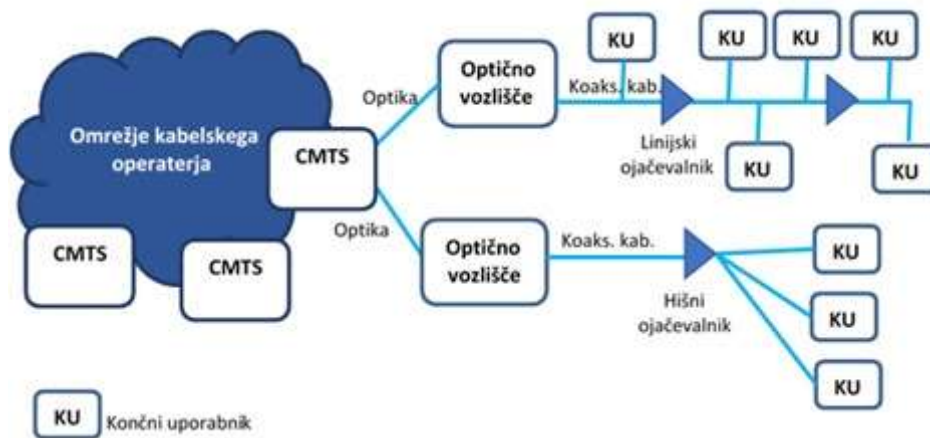 KU
KU
KU
KU
Optično
vozlišče
Koaks. kab.
Optika
Omrežje kabelskega
operaterja
CMTS
Linijski
ojačevalnik
KU
KU
Optika
Optično
vozlišče
Koaks. kab.
KU
CMTS
CMTS
Hišni
ojačevalnik
KU
KU
KU
Končni uporabnik